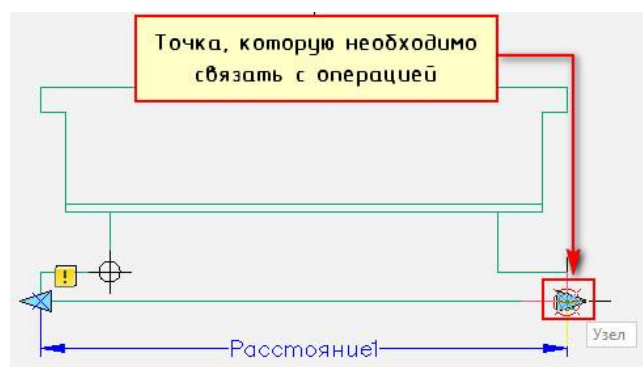 Точка, которую необходимо
связать с операцией
!
Узел
Расстояние1